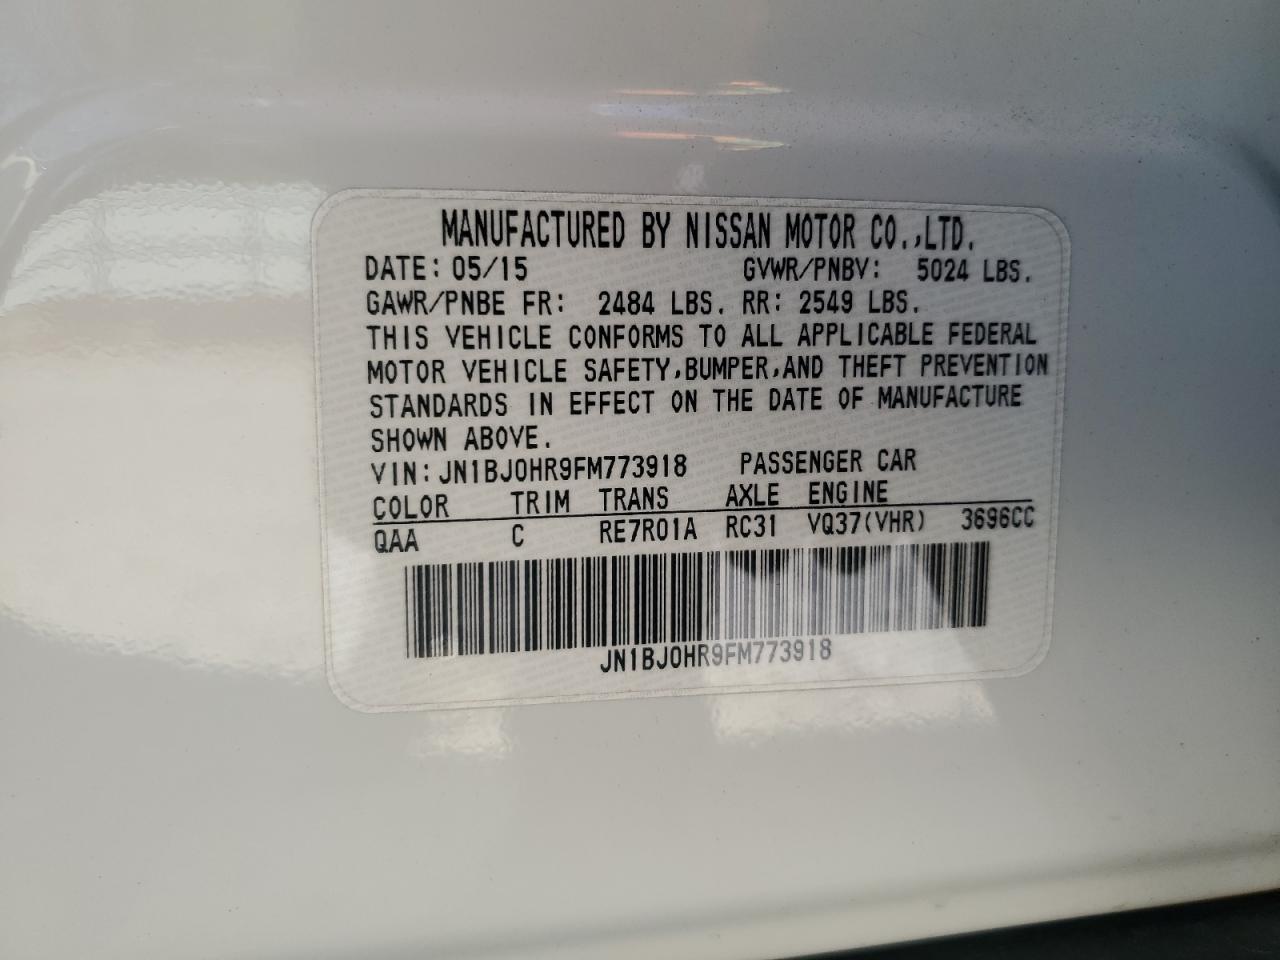 MANUFACTURED BY NISSAN MOTOR CO.,LTD.
DATE: 05/15 GVWR/PNBV: 5024 LBS.
GAWR/PNBE FR: 2484 LBS. RR: 2549 LBS.
THIS VEHICLE CONFORMS TO ALL APPLICABLE FEDERAL
MOTOR VEHICLE SAFETY,BUMPER,AND THEFT PREVENTION
STANDARDS IN EFFECT ON THE DATE OF MANUFACTURE
SHOWN ABOVE.
VIN: JN1BJ0HR9FM773918 PASSENGER CAR
COLOR TRIM TRANS AXLE ENGINE
QAA C RE7R01A RC31 VQ37(VHR) 3696CC
JN1BJ0HR9FM773918